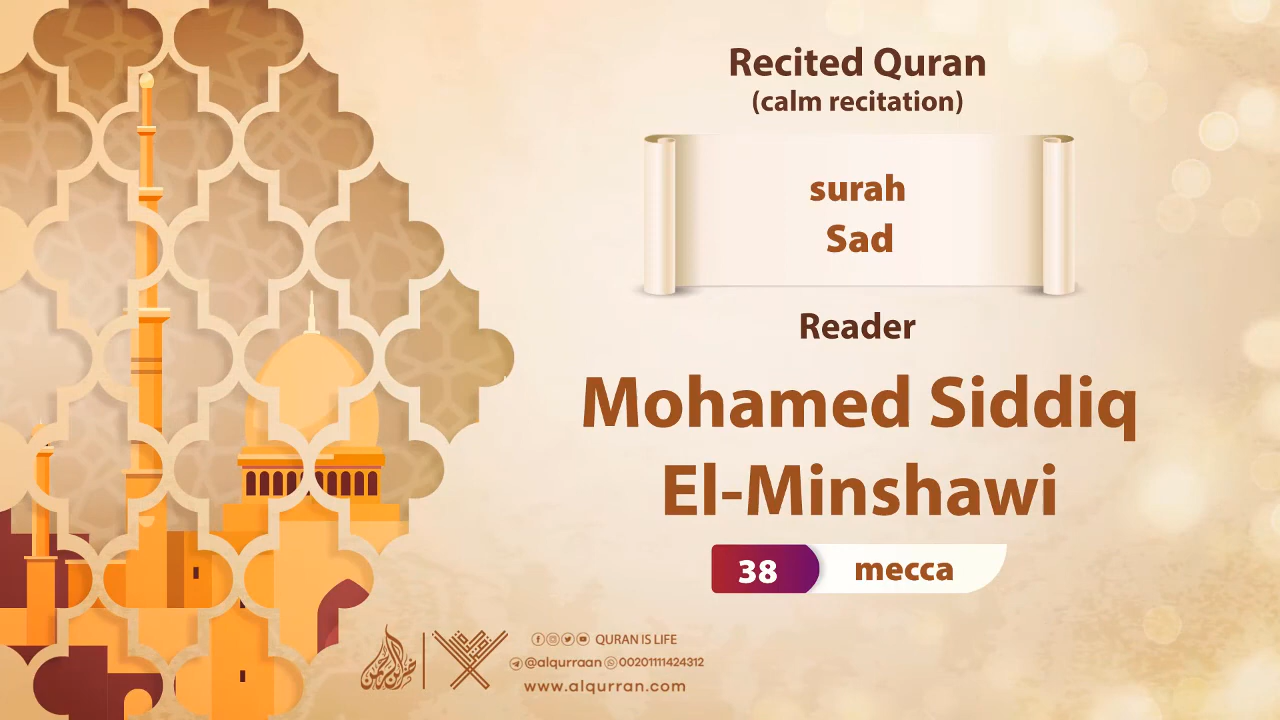 Recited Quran
(calm recitation)
surah
Sad
Reader
Mohamed Siddiq
El-Minshawi
38 mecca
QURAN IS LIFE
@alqurraan 00201111424312
www.alqurran.com